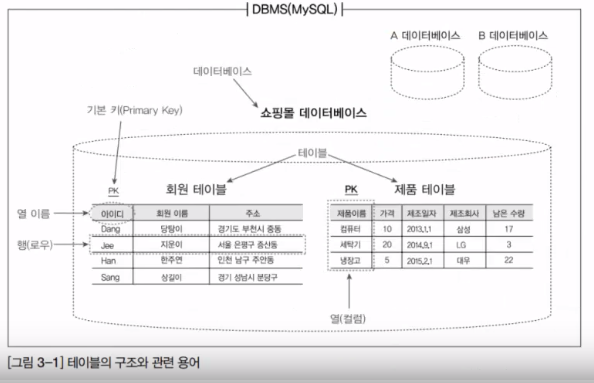 DBMS(MySQL)
A 데이터베이스 B 데이터베이스
데이터베이스
기본 키(Primary Key)
쇼핑몰 데이터베이스
테이블
PK 회원 테이블 PK 제품 테이블
열 이름
아이디 회원 이름 주소
Dang 당탕이 경기도 부천시 중동
행(로우)
Jee 지운이 서울 은평구 증산동
Han 한주연 인천 남구 주안동
Sang 상길이 경기 성남시 분당구
제품이름 가격 제조일자 제조회사 남은 수량
컴퓨터 10 2013.1.1 삼성 17
세탁기 20 2014.9.1 LG 3
냉장고 5 2015.2.1 대우 22
열(컬럼)
[그림 3-1] 테이블의 구조와 관련 용어